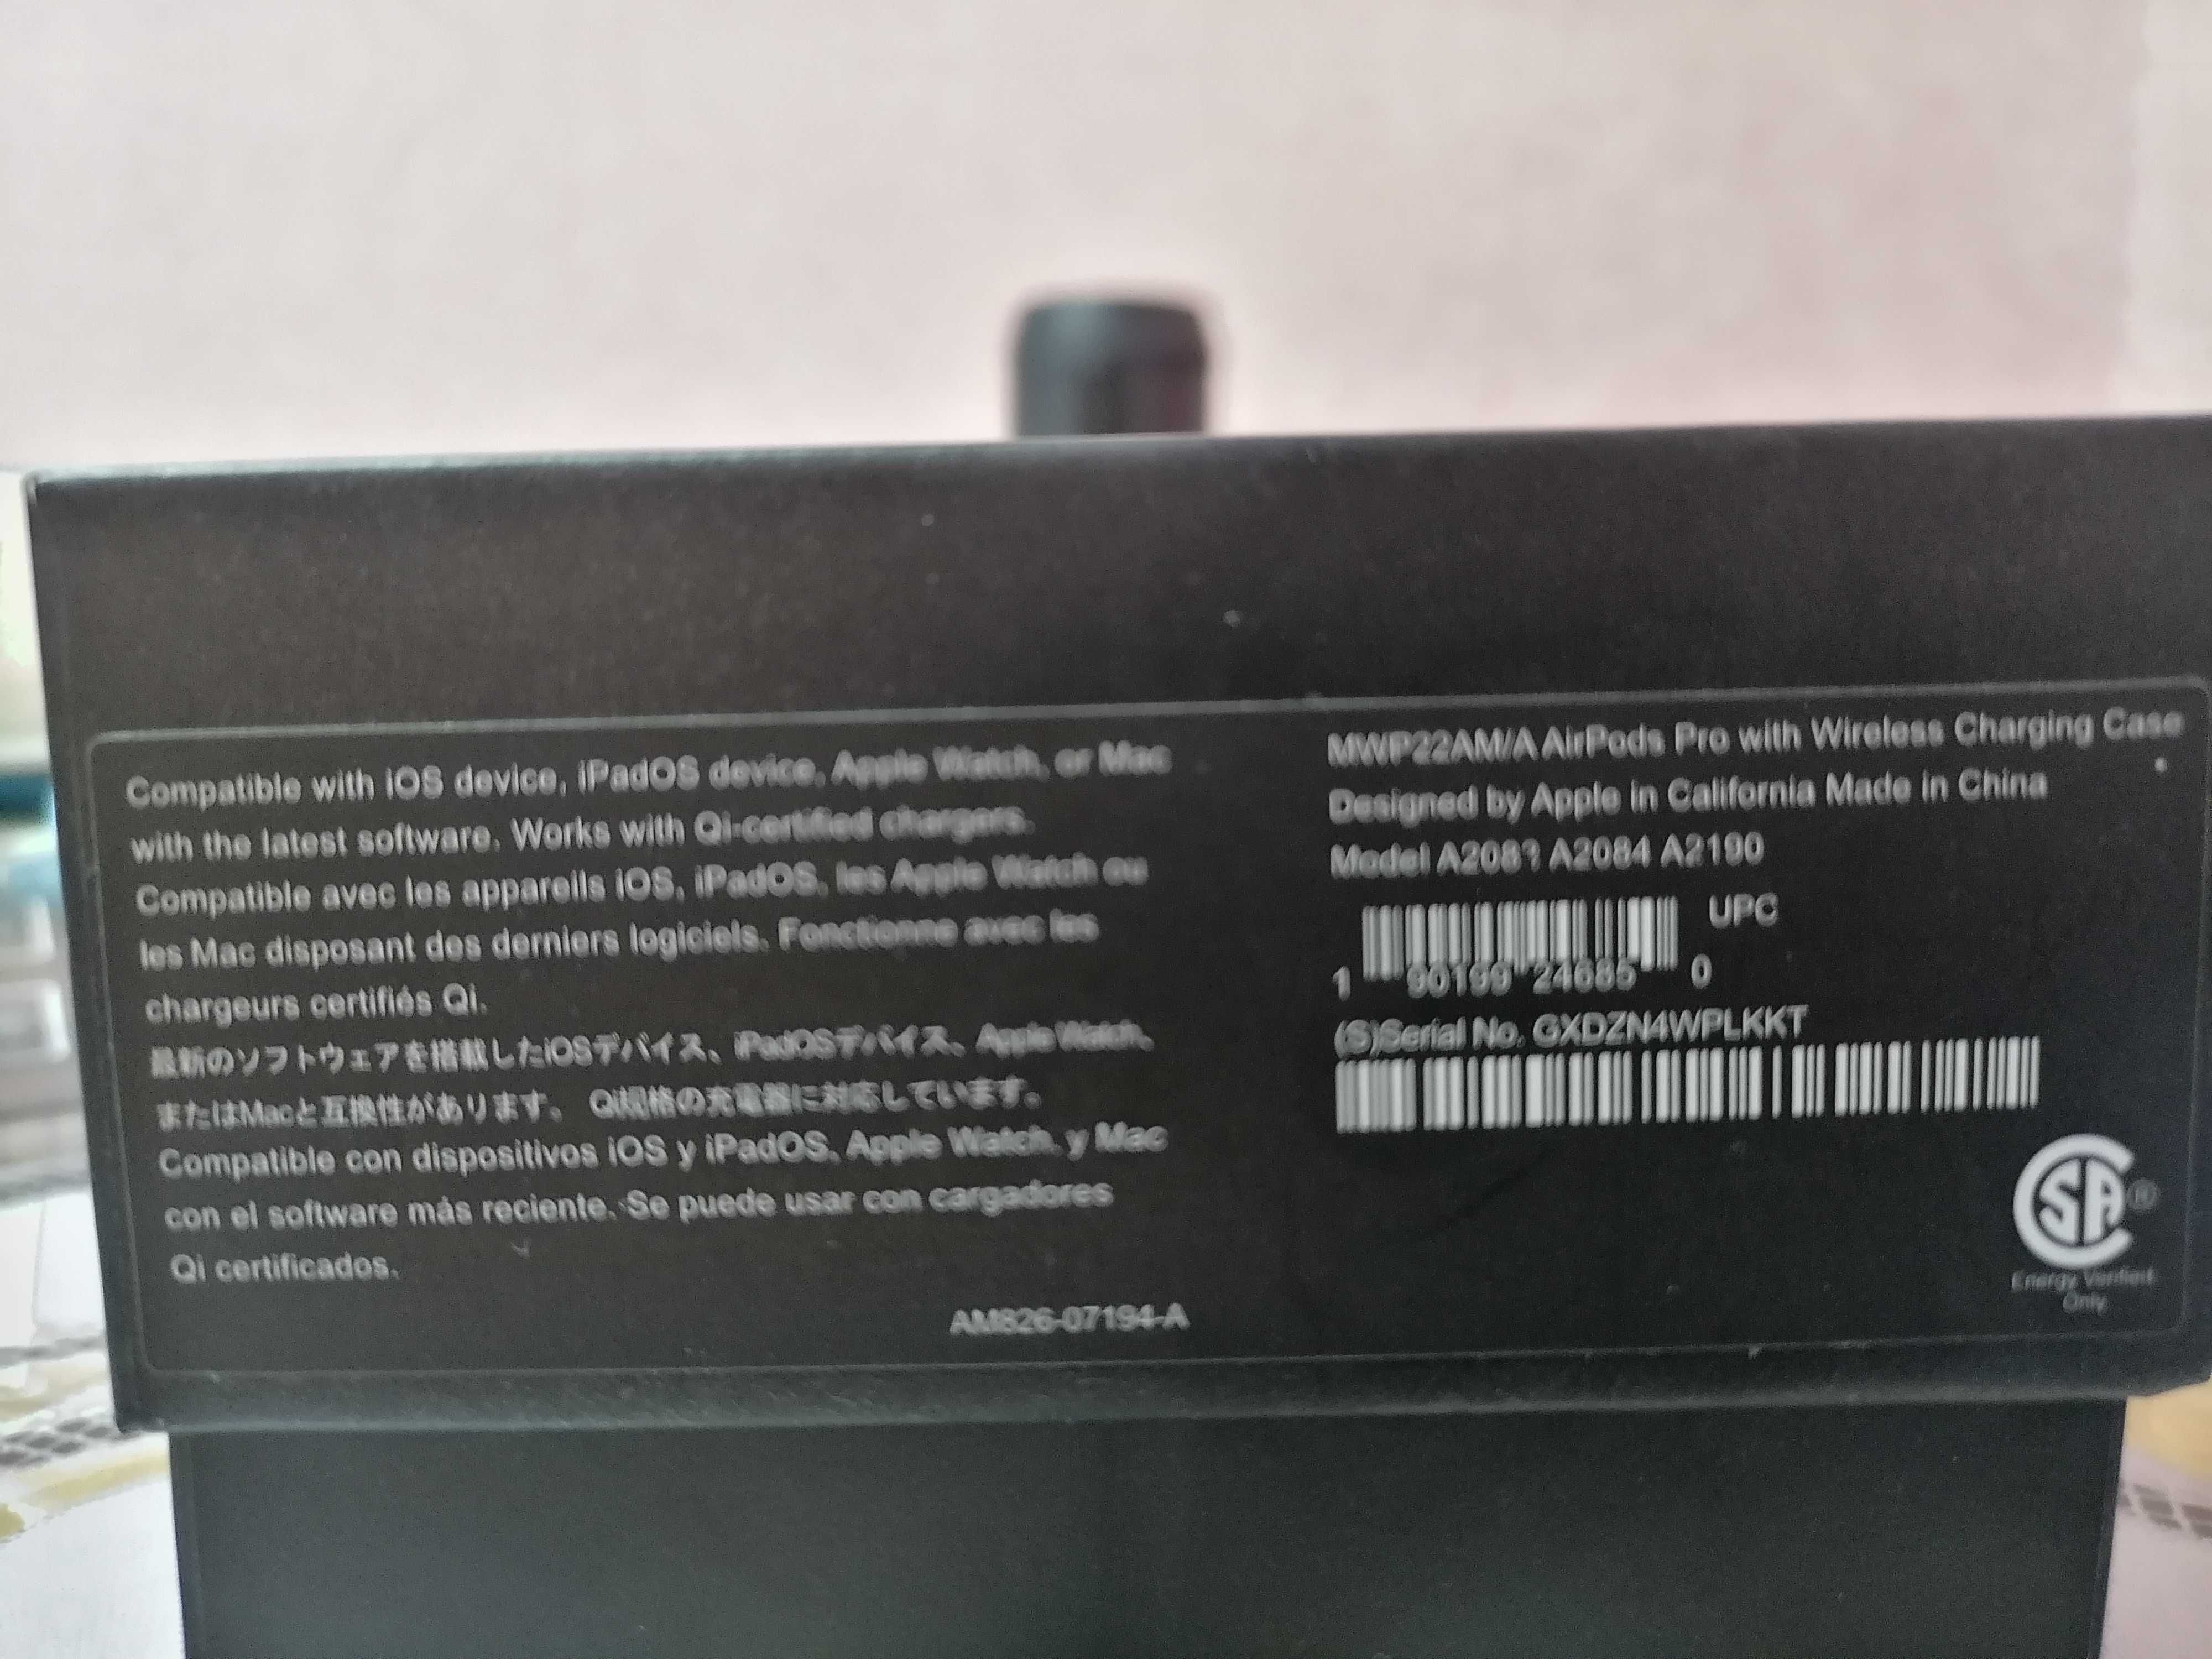 Compatible with iOS device, iPadOS device, Apple Watch, or Mac
with the latest software. Works with Qi-certified chargers.
Compatible avec les appareils iOS, iPadOS, les Apple Watch ou
les Mac disposant des derniers logiciels. Fonctionne avec les
chargeurs certifiés Qi.
最新のソフトウェアを搭載したiOSデバイス、iPadOSデバイス、Apple Watch、
またはMacと互換性があります。 Qi規格の充電器に対応しています。
Compatible con dispositivos iOS y iPadOS, Apple Watch, y Mac
con el software más reciente. Se puede usar con cargadores
Qi certificados.
AM826-07194-A
MWP22AM/A AirPods Pro with Wireless Charging Case
Designed by Apple in California Made in China
Model A2084 A2190
UPC
1 90199 24685 0
(S)Serial No. GXDZN4WPLKKT
CSA ®
Energy Verified
Only